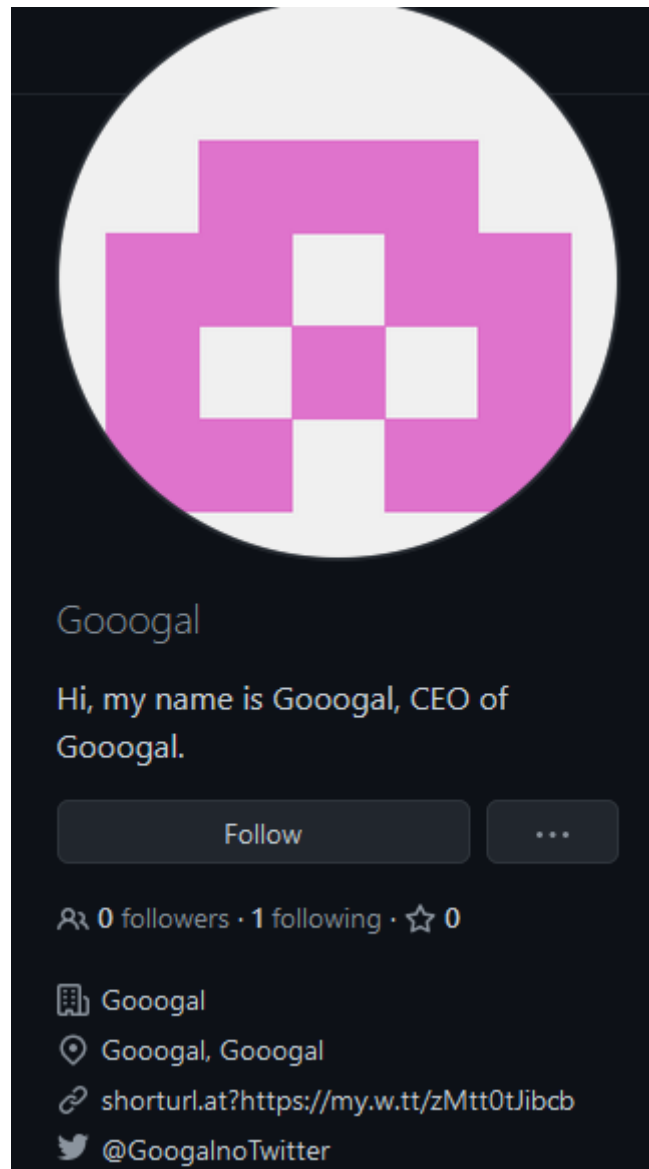 Gooogal
Hi, my name is Gooogal, CEO of
Gooogal.
Follow
0 followers · 1 following · 0
Gooogal
Gooogal, Gooogal
shorturl.at?https://my.w.tt/zMtt0tJibcb
@GoogalnoTwitter